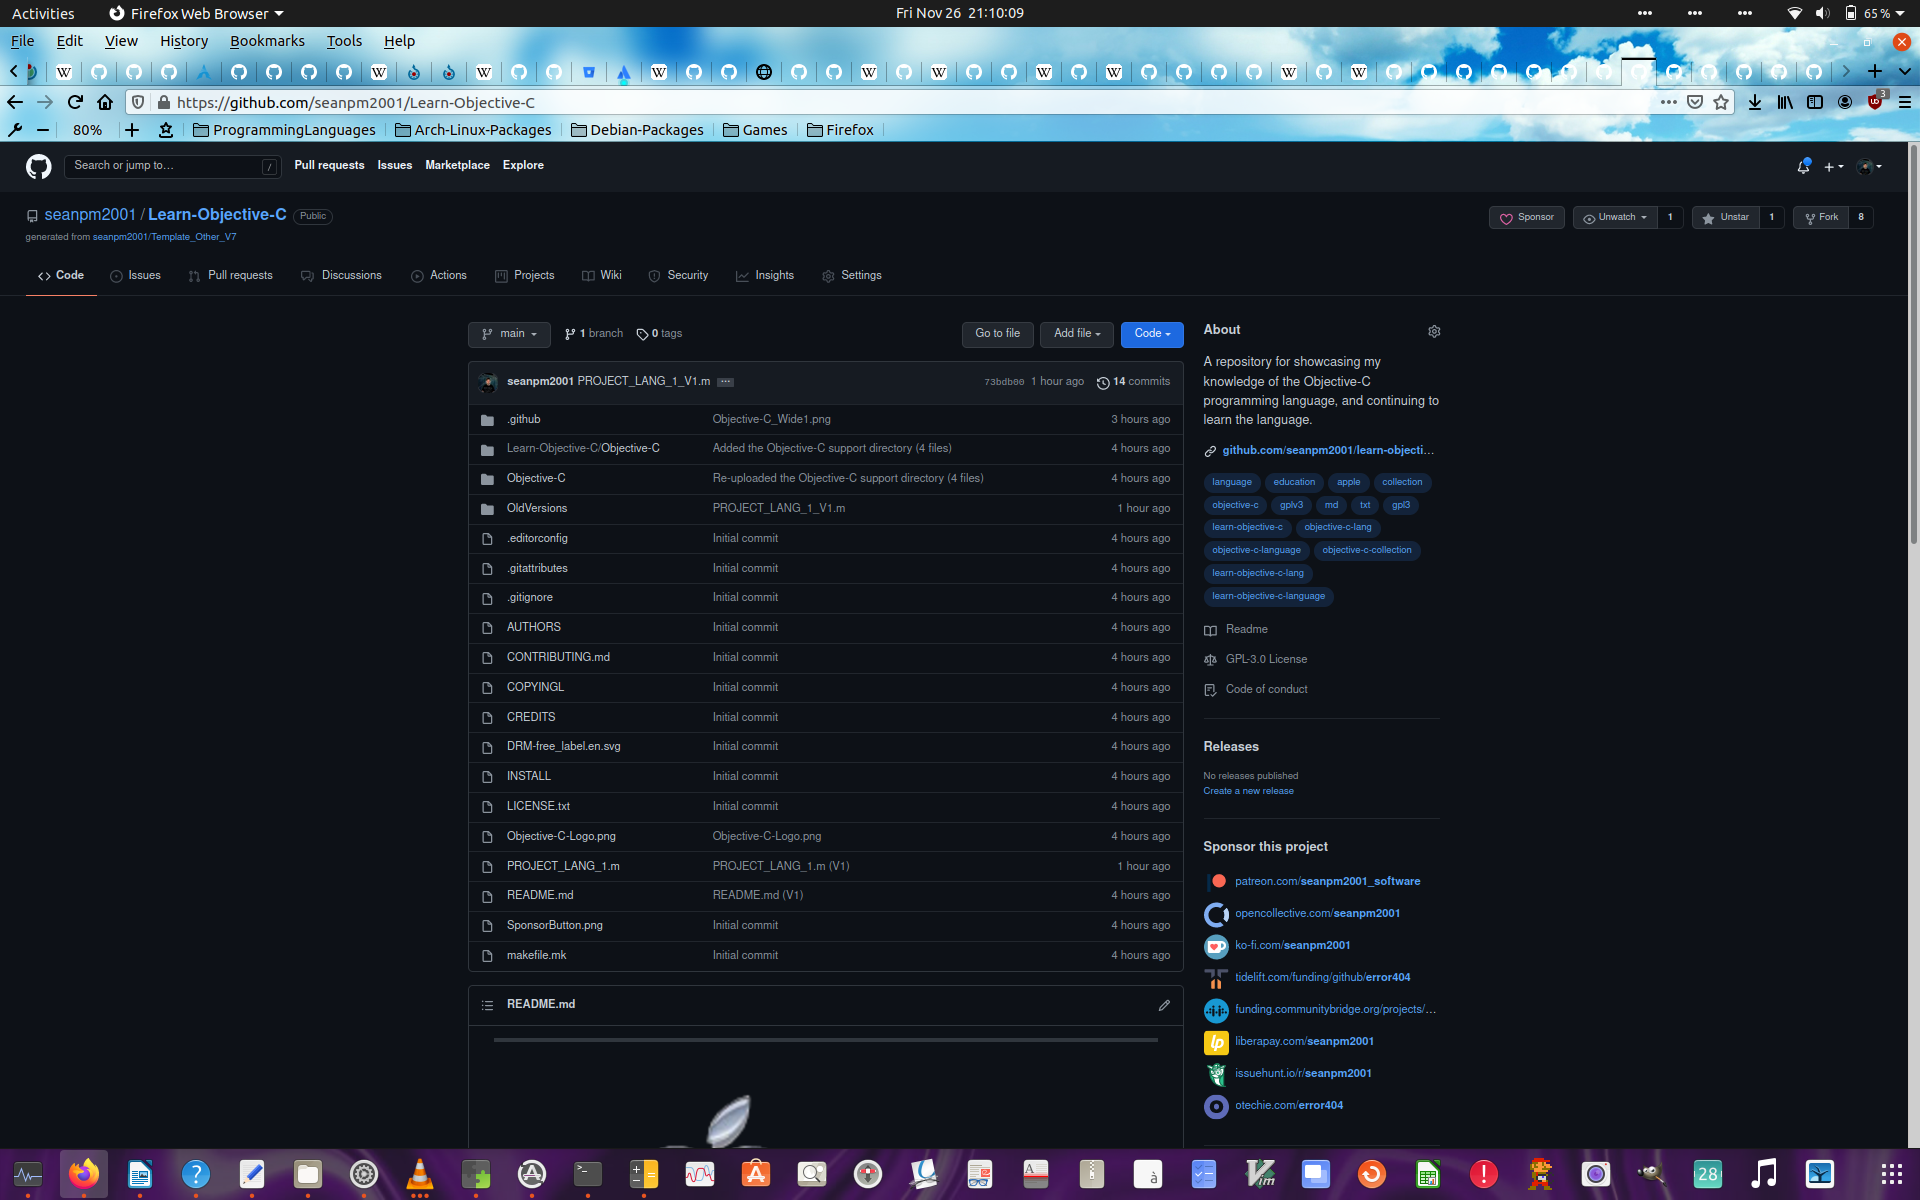 Activities
Firefox Web Browser
Fri Nov 26 21:10:09
65 %
File Edit View History Bookmarks Tools Help
https://github.com/seanpm2001/Learn-Objective-C
3
80%
ProgrammingLanguages
Arch-Linux-Packages
Debian-Packages
Games
Firefox
Search or jump to…
/
Pull requests Issues Marketplace Explore
seanpm2001 / Learn-Objective-C Public
Sponsor
Unwatch 1
Unstar 1
Fork 8
generated from seanpm2001/Template_Other_V7
Code
Issues
Pull requests
Discussions
Actions
Projects
Wiki
Security
Insights
Settings
main
1 branch
0 tags
Go to file
Add file
Code
seanpm2001 PROJECT_LANG_1_V1.m
73bdb00 1 hour ago
14 commits
.github Objective-C_Wide1.png 3 hours ago
Learn-Objective-C/Objective-C Added the Objective-C support directory (4 files) 4 hours ago
Objective-C Re-uploaded the Objective-C support directory (4 files) 4 hours ago
OldVersions PROJECT_LANG_1_V1.m 1 hour ago
.editorconfig Initial commit 4 hours ago
.gitattributes Initial commit 4 hours ago
.gitignore Initial commit 4 hours ago
AUTHORS Initial commit 4 hours ago
CONTRIBUTING.md Initial commit 4 hours ago
COPYINGL Initial commit 4 hours ago
CREDITS Initial commit 4 hours ago
DRM-free_label.en.svg Initial commit 4 hours ago
INSTALL Initial commit 4 hours ago
LICENSE.txt Initial commit 4 hours ago
Objective-C-Logo.png Objective-C-Logo.png 4 hours ago
PROJECT_LANG_1.m PROJECT_LANG_1.m (V1) 1 hour ago
README.md README.md (V1) 4 hours ago
SponsorButton.png Initial commit 4 hours ago
makefile.mk Initial commit 4 hours ago
README.md
About
A repository for showcasing my
knowledge of the Objective-C
programming language, and continuing to
learn the language.
github.com/seanpm2001/learn-objecti…
language education apple collection
objective-c gplv3 md txt gpl3
learn-objective-c objective-c-lang
objective-c-language objective-c-collection
learn-objective-c-lang
learn-objective-c-language
Readme
GPL-3.0 License
Code of conduct
Releases
No releases published
Create a new release
Sponsor this project
patreon.com/seanpm2001_software
opencollective.com/seanpm2001
ko-fi.com/seanpm2001
tidelift.com/funding/github/error404
funding.communitybridge.org/projects/…
liberapay.com/seanpm2001
issuehunt.io/r/seanpm2001
otechie.com/error404
28